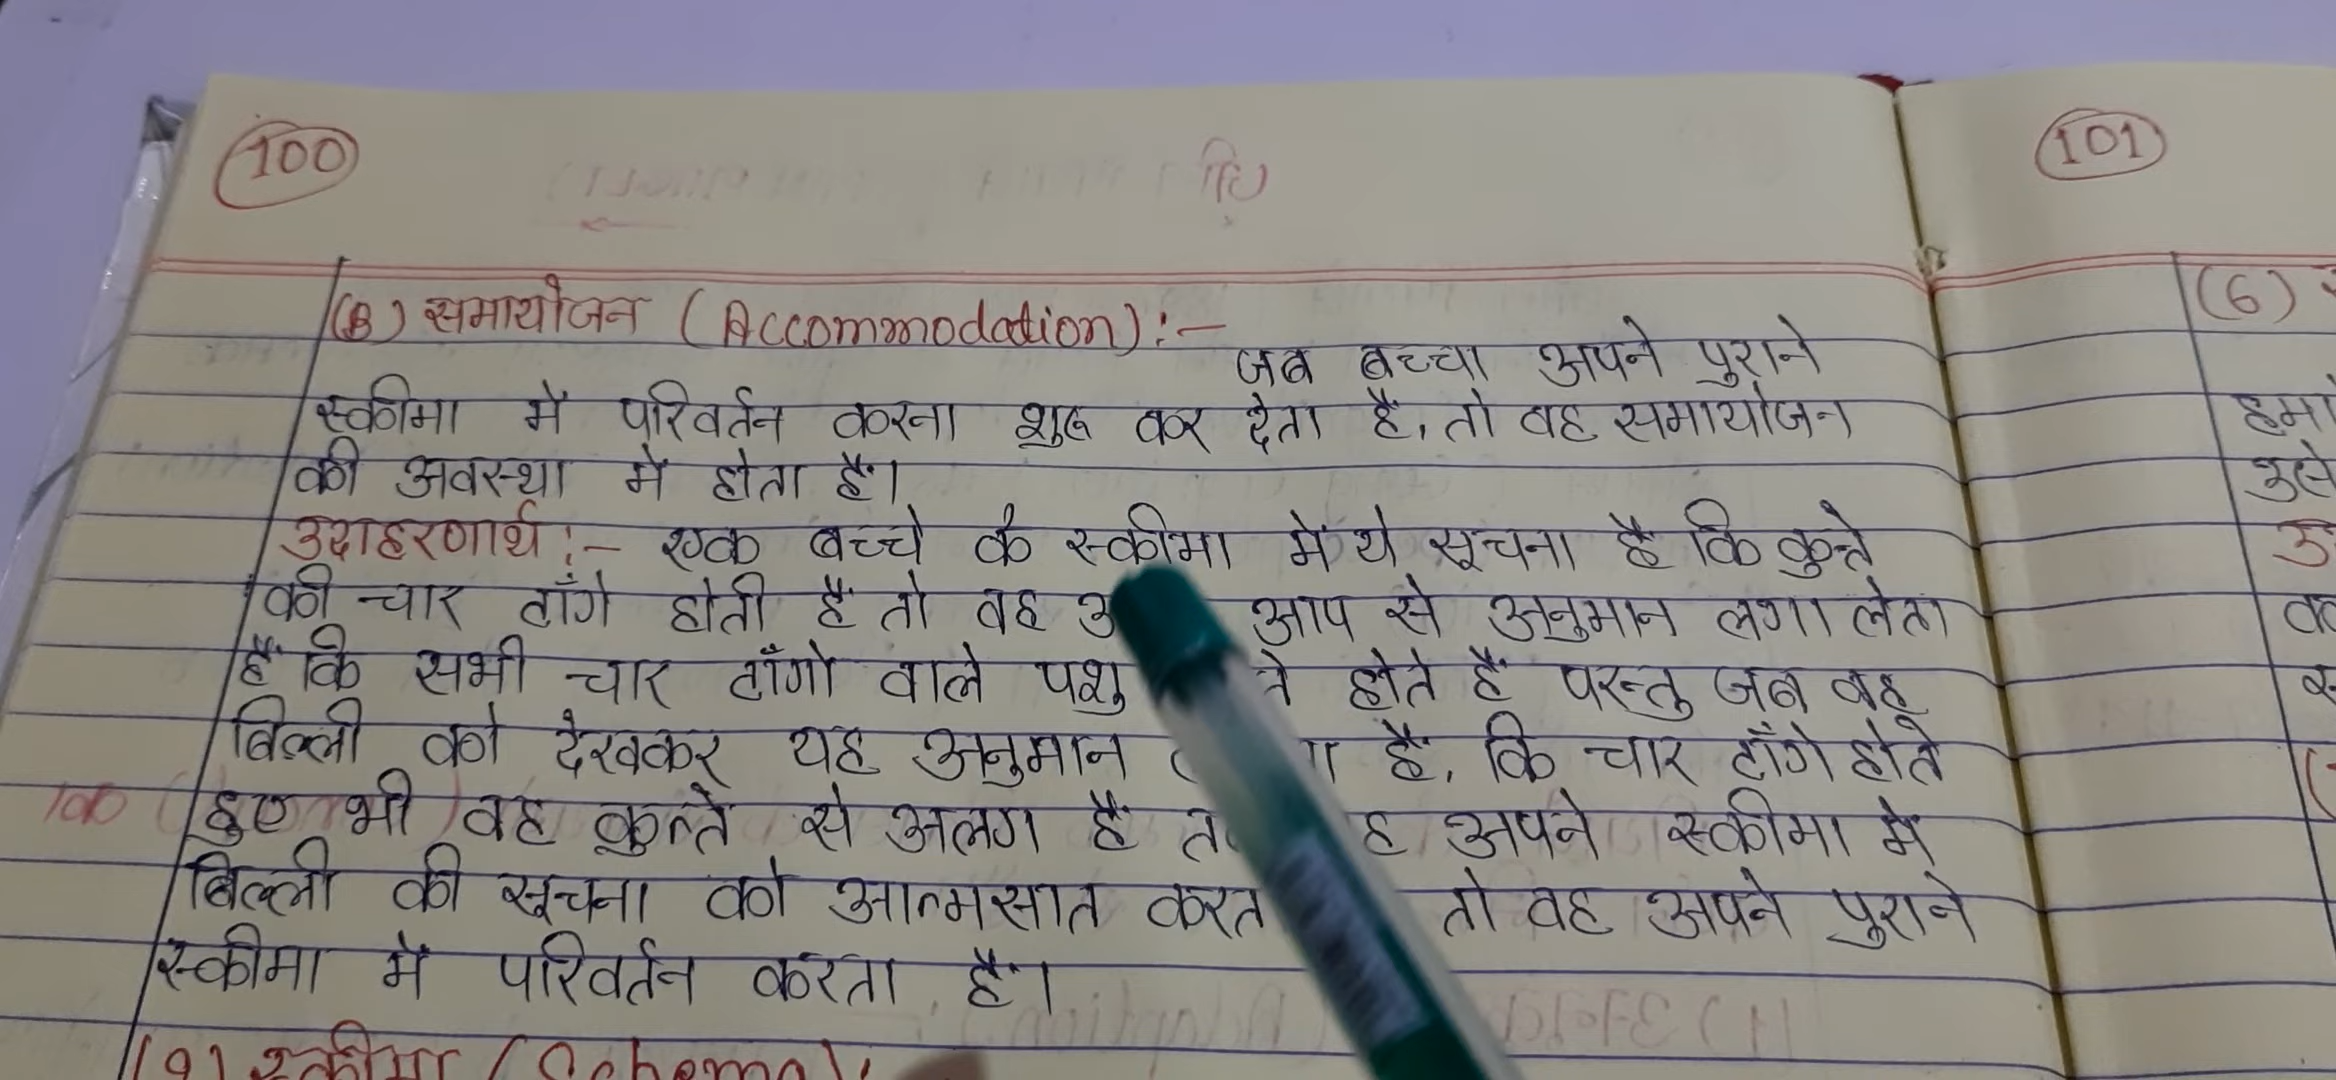 100
101
(B) समायोजन (Accommodation):-
जब बच्चा अपने पुराने
स्कीमा में परिवर्तन करना शुरू कर देता है, तो वह समायोजन
की अवस्था में होता है।
उदाहरणार्थ:- एक बच्चे के स्कीमा में ये सूचना है कि कुत्ते
की चार टाँगे होती हैं तो वह आप से अनुमान लगा लेता
है कि सभी चार टाँगो वाले पशु होते हैं परन्तु जब वह
बिल्ली को देखकर यह अनुमान है, कि चार टाँगे होते
हुए भी वह कुत्ते से अलग है अपने स्कीमा में
बिल्ली की सूचना को आत्मसात तो वह अपने पुराने
स्कीमा में परिवर्तन करता है।
स्कीमा (Schema):
(6)